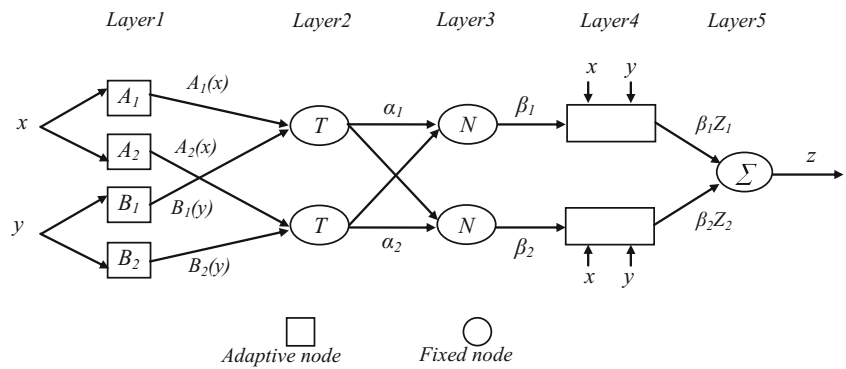 Layer1 Layer2 Layer3 Layer4 Layer5
x y
A₁ A₁(x) α₁ β₁
x T N β₁Z₁
A₂ A₂(x) z
B₁ Σ
y B₁(y) T N β₂Z₂
B₂ B₂(y) α₂ β₂
x y
Adaptive node Fixed node